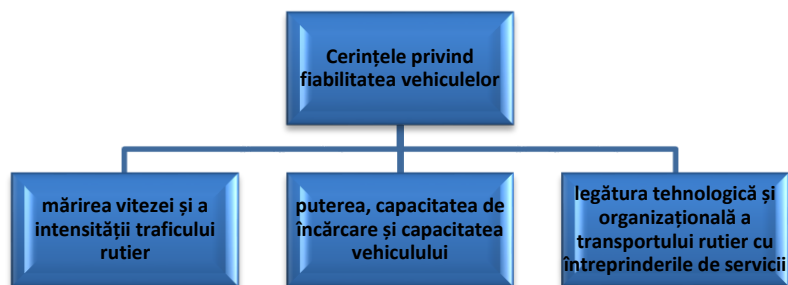 Cerințele privind
fiabilitatea vehiculelor
mărirea vitezei și a
intensității traficului
rutier
puterea, capacitatea de
încărcare și capacitatea
vehiculului
legătura tehnologică și
organizațională a
transportului rutier cu
întreprinderile de servicii